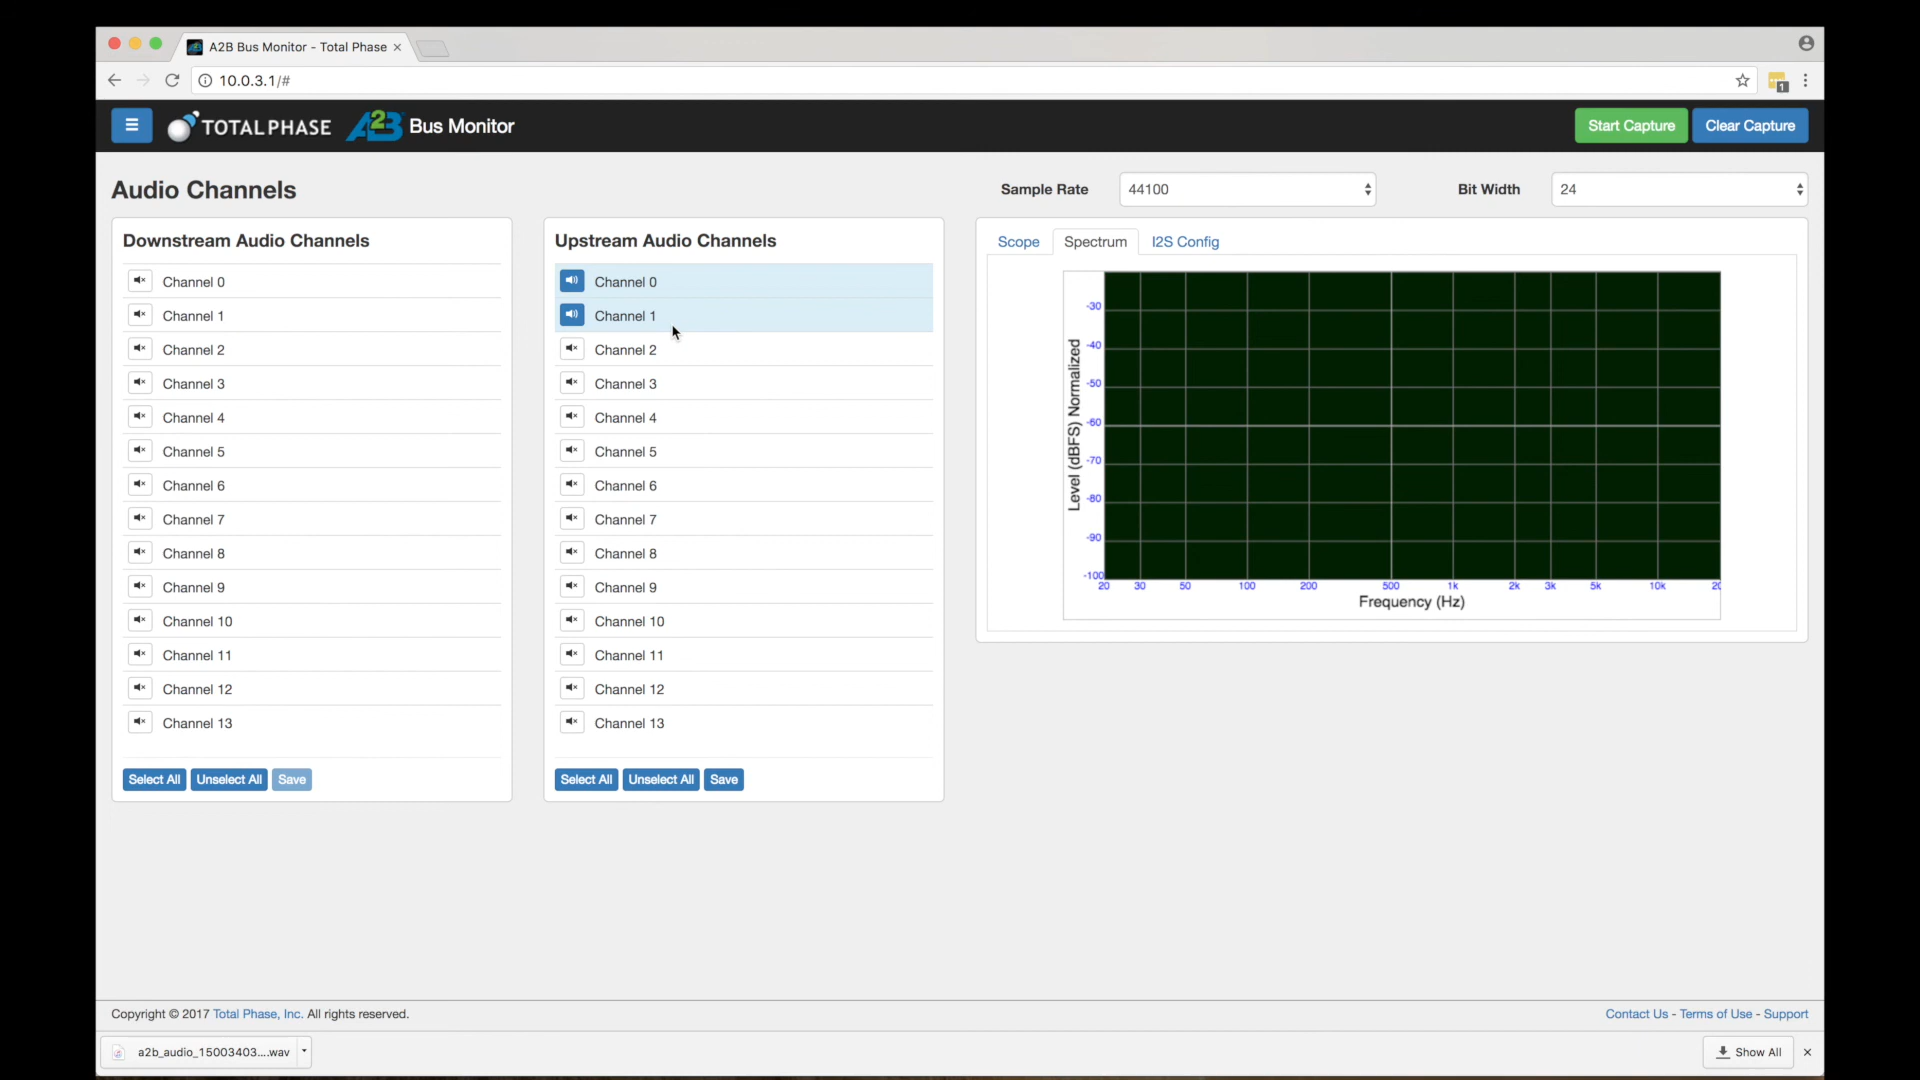 A2B Bus Monitor - Total Phase
10.0.3.1/#
TOTAL PHASE A2B Bus Monitor
Start Capture
Clear Capture
Audio Channels
Sample Rate 44100
Bit Width 24
Downstream Audio Channels
Channel 0
Channel 1
Channel 2
Channel 3
Channel 4
Channel 5
Channel 6
Channel 7
Channel 8
Channel 9
Channel 10
Channel 11
Channel 12
Channel 13
Select All Unselect All Save
Upstream Audio Channels
Channel 0
Channel 1
Channel 2
Channel 3
Channel 4
Channel 5
Channel 6
Channel 7
Channel 8
Channel 9
Channel 10
Channel 11
Channel 12
Channel 13
Select All Unselect All Save
Scope Spectrum I2S Config
Level (dBFS) Normalized
-30
-40
-50
-60
-70
-80
-90
-100
20 30 50 100 200 500 1k 2k 3k 5k 10k 20
Frequency (Hz)
Copyright © 2017 Total Phase, Inc. All rights reserved.
Contact Us - Terms of Use - Support
a2b_audio_15003403....wav
Show All
1